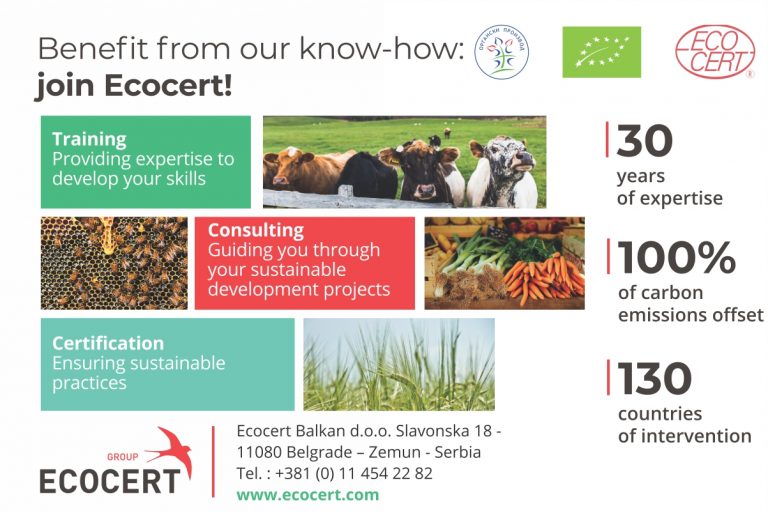 Benefit from our know-how:
join Ecocert!
ОРГАНСКИ ПРОИЗВОД
ECO
CERT
®
Training
Providing expertise to
develop your skills
Consulting
Guiding you through
your sustainable
development projects
Certification
Ensuring sustainable
practices
30
years
of expertise
100%
of carbon
emissions offset
130
countries
of intervention
GROUP
ECOCERT
Ecocert Balkan d.o.o. Slavonska 18 -
11080 Belgrade – Zemun - Serbia
Tel. : +381 (0) 11 454 22 82
www.ecocert.com